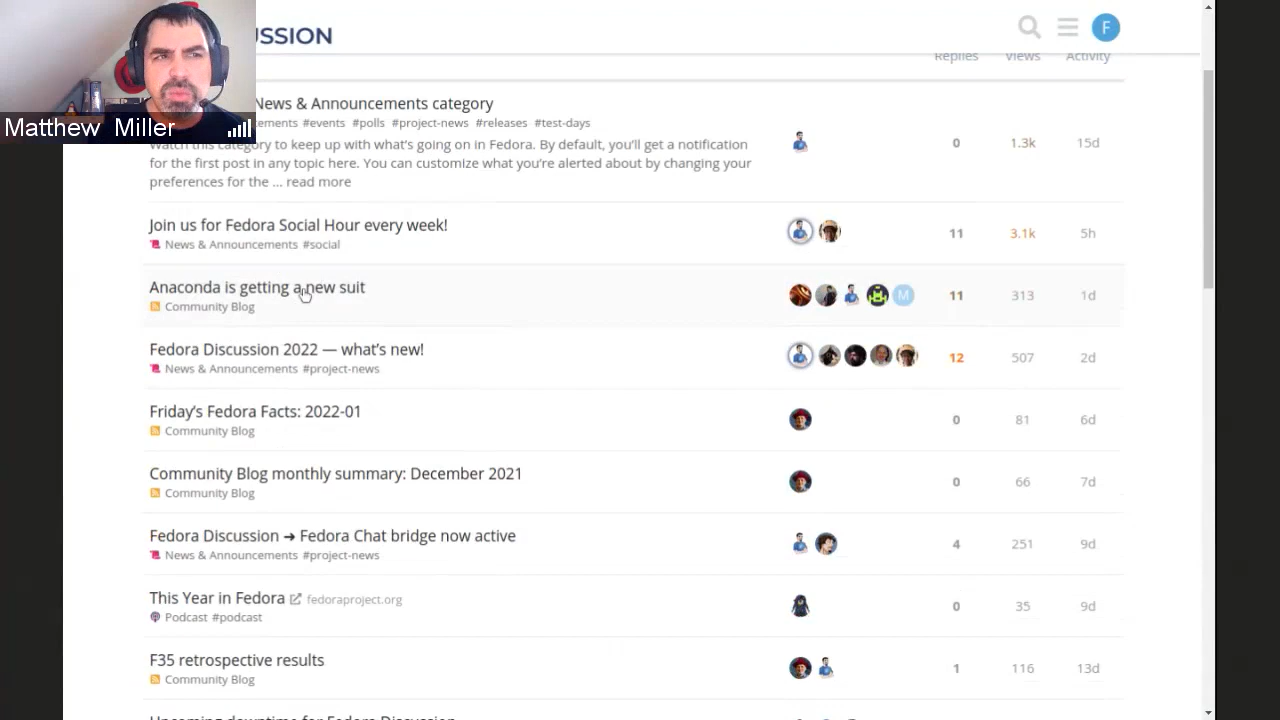 Matthew Miller
SSION
F
Replies Views Activity
News & Announcements category
cements #events #polls #project-news #releases #test-days
Watch this category to keep up with what's going on in Fedora. By default, you'll get a notification
for the first post in any topic here. You can customize what you're alerted about by changing your
preferences for the ... read more
0 1.3k 15d
Join us for Fedora Social Hour every week!
News & Announcements #social
11 3.1k 5h
Anaconda is getting a new suit
Community Blog
M
11 313 1d
Fedora Discussion 2022 — what's new!
News & Announcements #project-news
12 507 2d
Friday's Fedora Facts: 2022-01
Community Blog
0 81 6d
Community Blog monthly summary: December 2021
Community Blog
0 66 7d
Fedora Discussion ➔ Fedora Chat bridge now active
News & Announcements #project-news
4 251 9d
This Year in Fedora fedoraproject.org
Podcast #podcast
0 35 9d
F35 retrospective results
Community Blog
1 116 13d
Upcoming downtime for Fedora Discussion